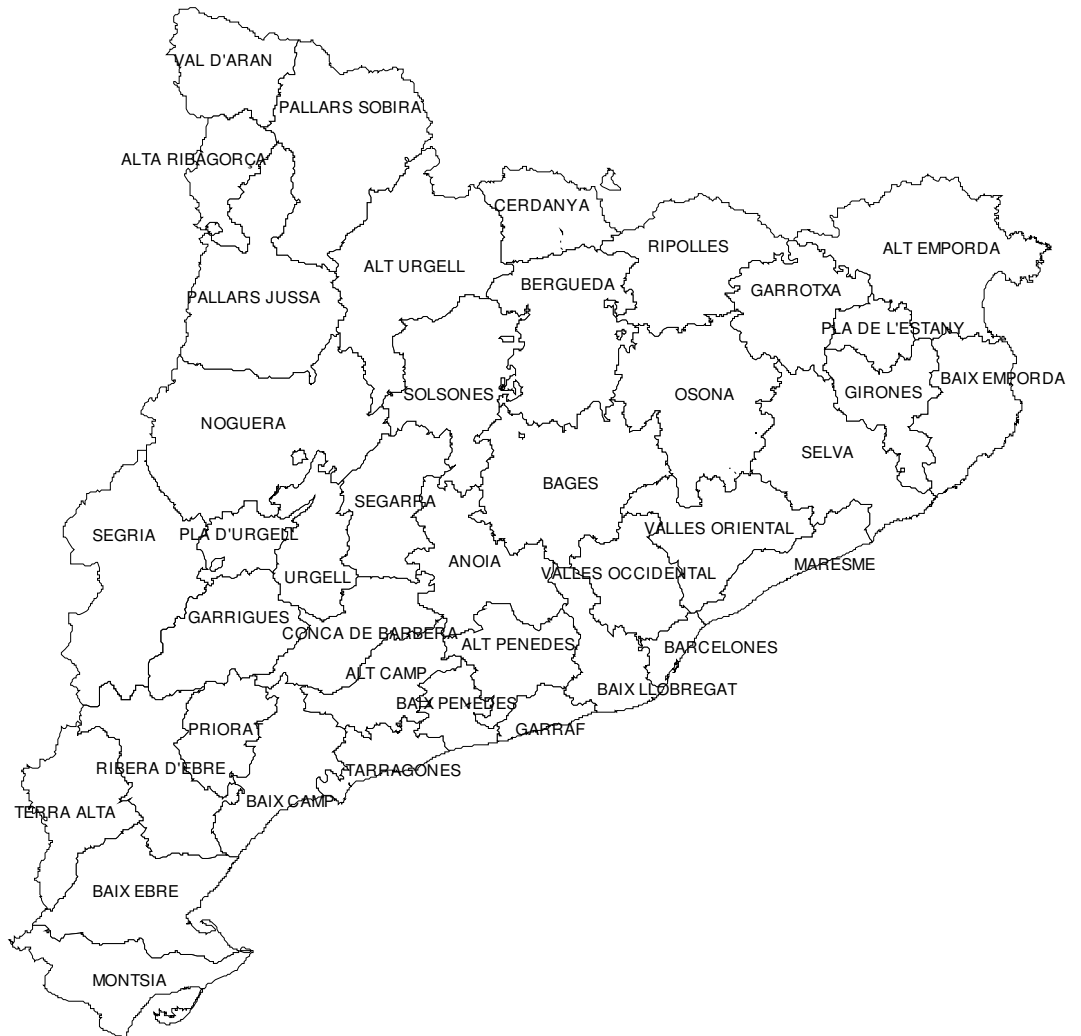 VAL D'ARAN
PALLARS SOBIRA
ALTA RIBAGORÇA
CERDANYA
RIPOLLES
ALT EMPORDA
ALT URGELL
BERGUEDA
GARROTXA
PALLARS JUSSA
PLA DE L'ESTANY
BAIX EMPORDA
SOLSONES
OSONA
GIRONES
NOGUERA
SELVA
BAGES
SEGARRA
SEGRIA
PLA D'URGELL
VALLES ORIENTAL
ANOIA
MARESME
URGELL
VALLES OCCIDENTAL
GARRIGUES
CONCA DE BARBERA
ALT PENEDES
BARCELONES
ALT CAMP
BAIX LLOBREGAT
BAIX PENEDES
PRIORAT
GARRAF
RIBERA D'EBRE
TARRAGONES
BAIX CAMP
TERRA ALTA
BAIX EBRE
MONTSIA